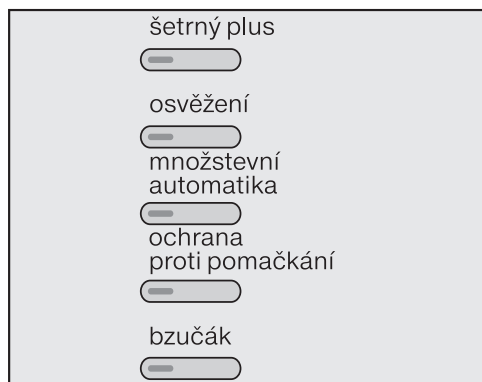 šetrný plus
osvěžení
množstevní
automatika
ochrana
proti pomačkání
bzučák